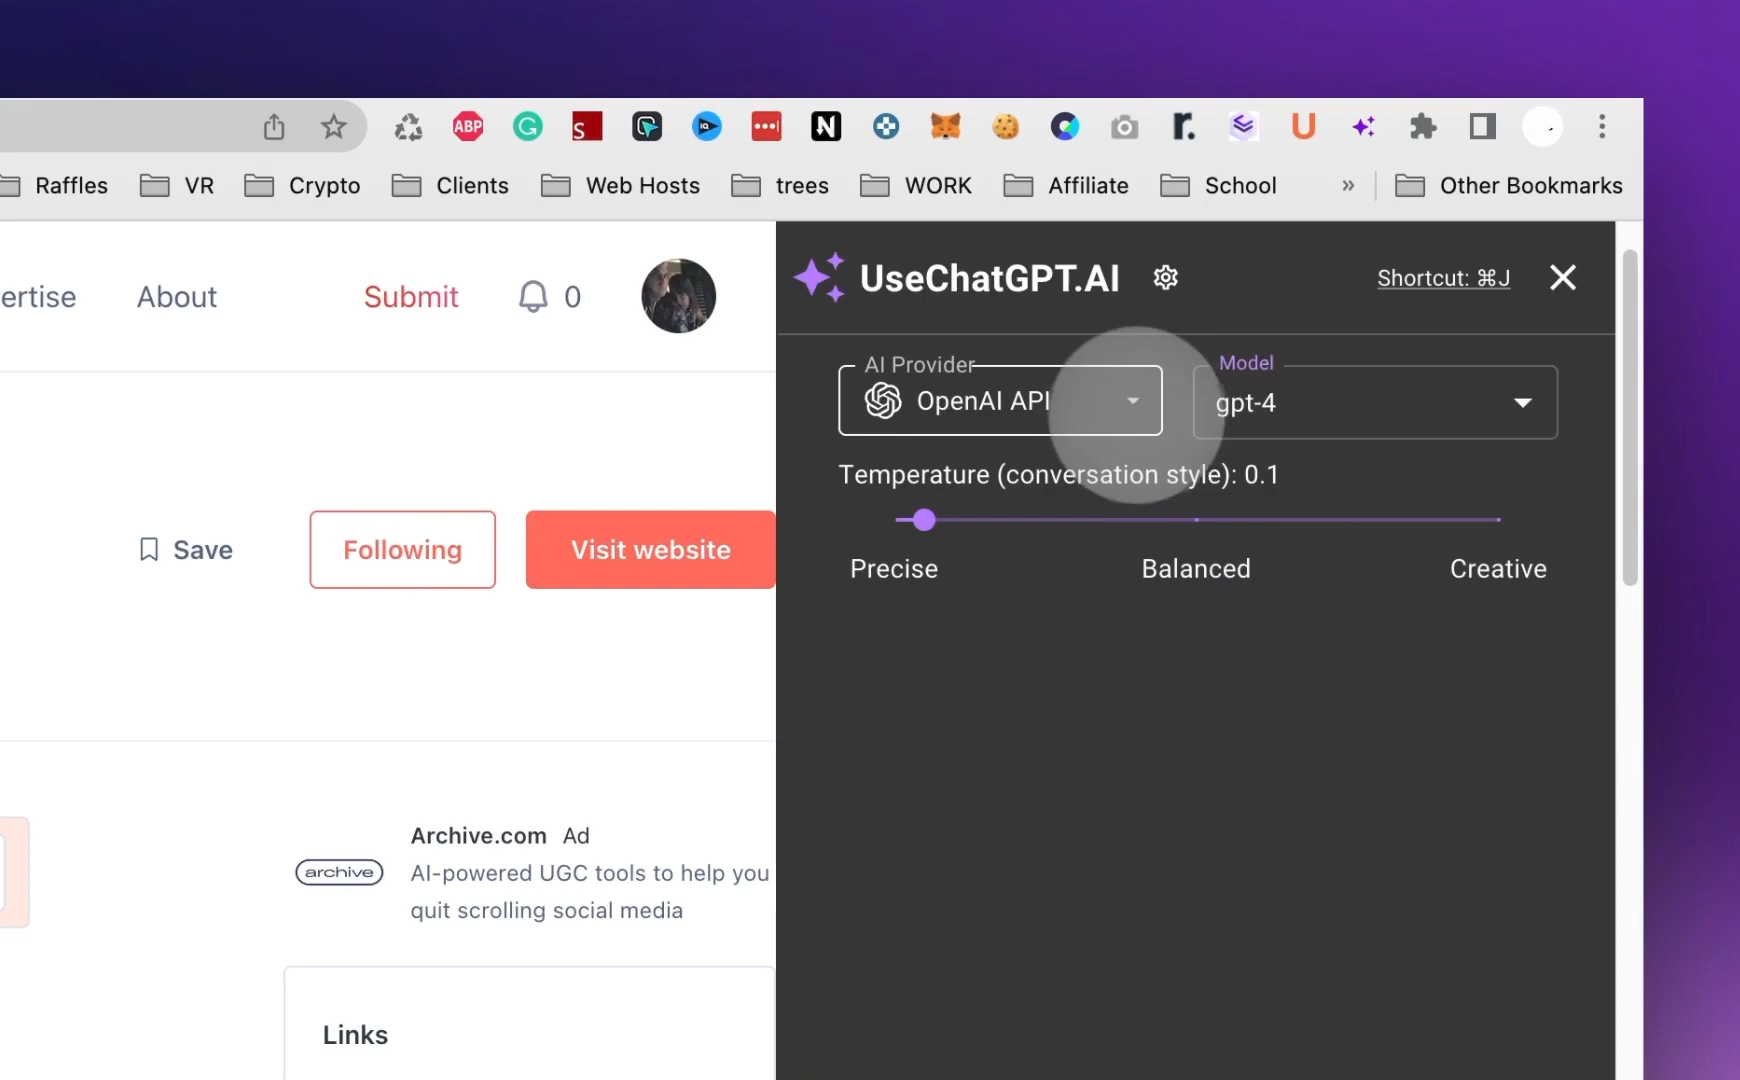 ABP
G
S
IQ
N
r.
U
Raffles
VR
Crypto
Clients
Web Hosts
trees
WORK
Affiliate
School
»
Other Bookmarks
ertise
About
Submit
0
UseChatGPT.AI
Shortcut: ⌘J
AI Provider
OpenAI API
Model
gpt-4
Temperature (conversation style): 0.1
Precise
Balanced
Creative
Save
Following
Visit website
Archive.com Ad
archive
AI-powered UGC tools to help you
quit scrolling social media
Links